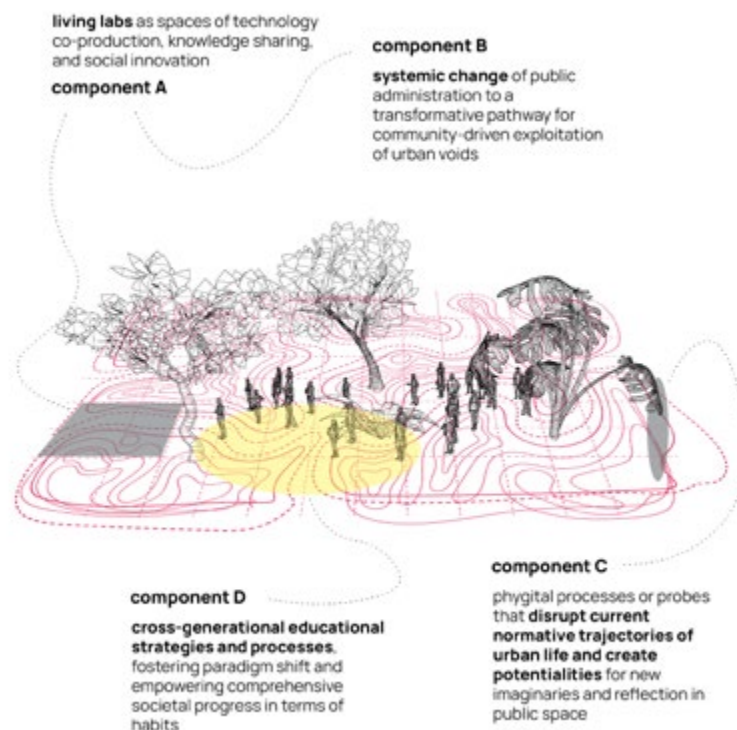 living labs as spaces of technology
co-production, knowledge sharing,
and social innovation
component A
component B
systemic change of public
administration to a
transformative pathway for
community-driven exploitation
of urban voids
component D
cross-generational educational
strategies and processes,
fostering paradigm shift and
empowering comprehensive
societal progress in terms of
habits
component C
phygital processes or probes
that disrupt current
normative trajectories of
urban life and create
potentialities for new
imaginaries and reflection in
public space